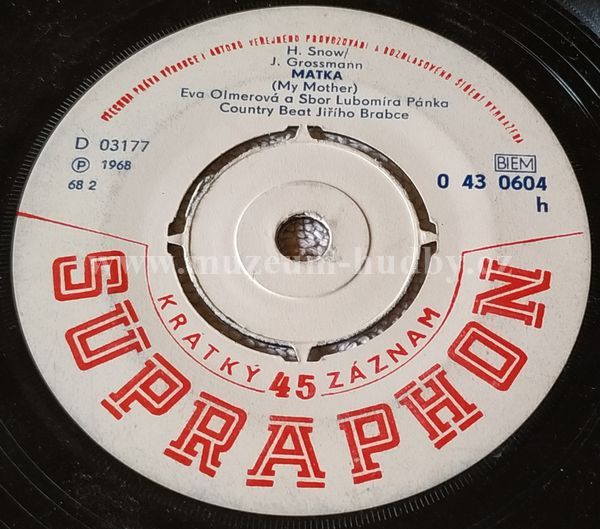 VŠECHNA PRÁVA VÝROBCE I AUTORŮ VEŘEJNÉHO PROVOZOVÁNÍ A ROZHLASOVÉHO ŠÍŘENÍ VYHRAZENA
H. Snow/
J. Grossmann
MATKA
(My Mother)
Eva Olmerová a Sbor Lubomíra Pánka
Country Beat Jiřího Brabce
D 03177
Ⓟ 1968
68 2
BIEM
0 43 0604
h
www.muzeum-hudby.cz
KRATKÝ 45 ZÁZNAM
SUPRAPHON